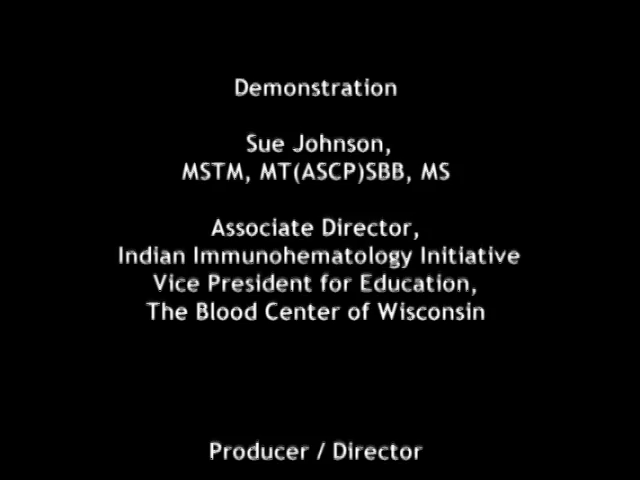 Demonstration
Sue Johnson,
MSTM, MT(ASCP)SBB, MS
Associate Director,
Indian Immunohematology Initiative
Vice President for Education,
The Blood Center of Wisconsin
Producer / Director